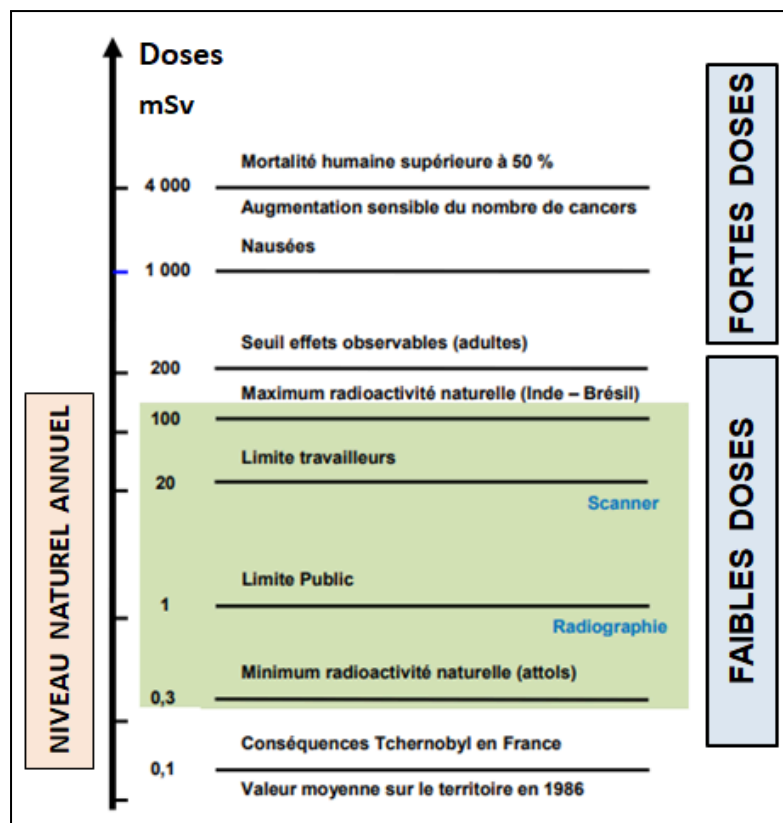 Doses
mSv
Mortalité humaine supérieure à 50 %
4 000
Augmentation sensible du nombre de cancers
Nausées
1 000
Seuil effets observables (adultes)
200
Maximum radioactivité naturelle (Inde – Brésil)
100
Limite travailleurs
20
Scanner
Limite Public
1
Radiographie
Minimum radioactivité naturelle (attols)
0,3
Conséquences Tchernobyl en France
0,1
Valeur moyenne sur le territoire en 1986
NIVEAU NATUREL ANNUEL
FORTES DOSES
FAIBLES DOSES